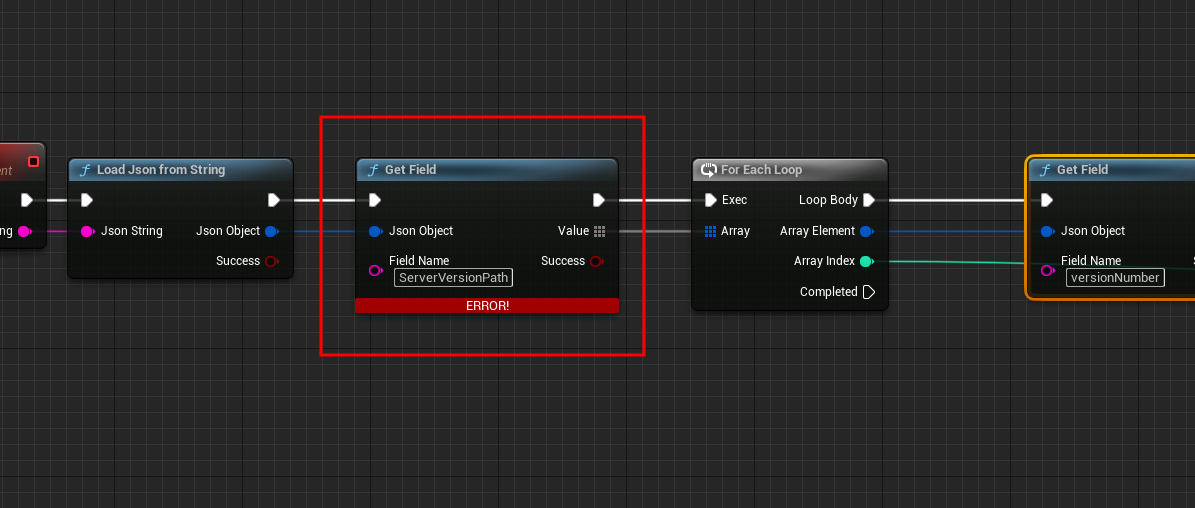 ent
ng
Load Json from String
Json String
Json Object
Success
Get Field
Json Object
Value
Field Name
Success
ServerVersionPath
ERROR!
For Each Loop
Exec
Loop Body
Array
Array Element
Array Index
Completed
Get Field
Json Object
Field Name
S
versionNumber